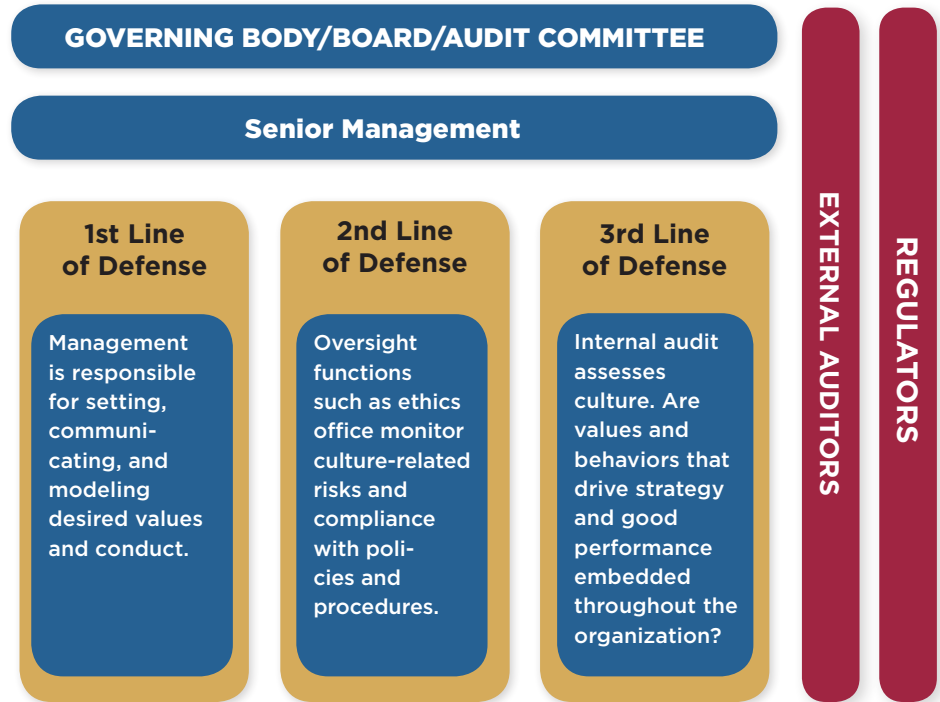 GOVERNING BODY/BOARD/AUDIT COMMITTEE
Senior Management
1st Line
of Defense
Management
is responsible
for setting,
communi-
cating, and
modeling
desired values
and conduct.
2nd Line
of Defense
Oversight
functions
such as ethics
office monitor
culture-related
risks and
compliance
with poli-
cies and
procedures.
3rd Line
of Defense
Internal audit
assesses
culture. Are
values and
behaviors that
drive strategy
and good
performance
embedded
throughout the
organization?
EXTERNAL AUDITORS
REGULATORS